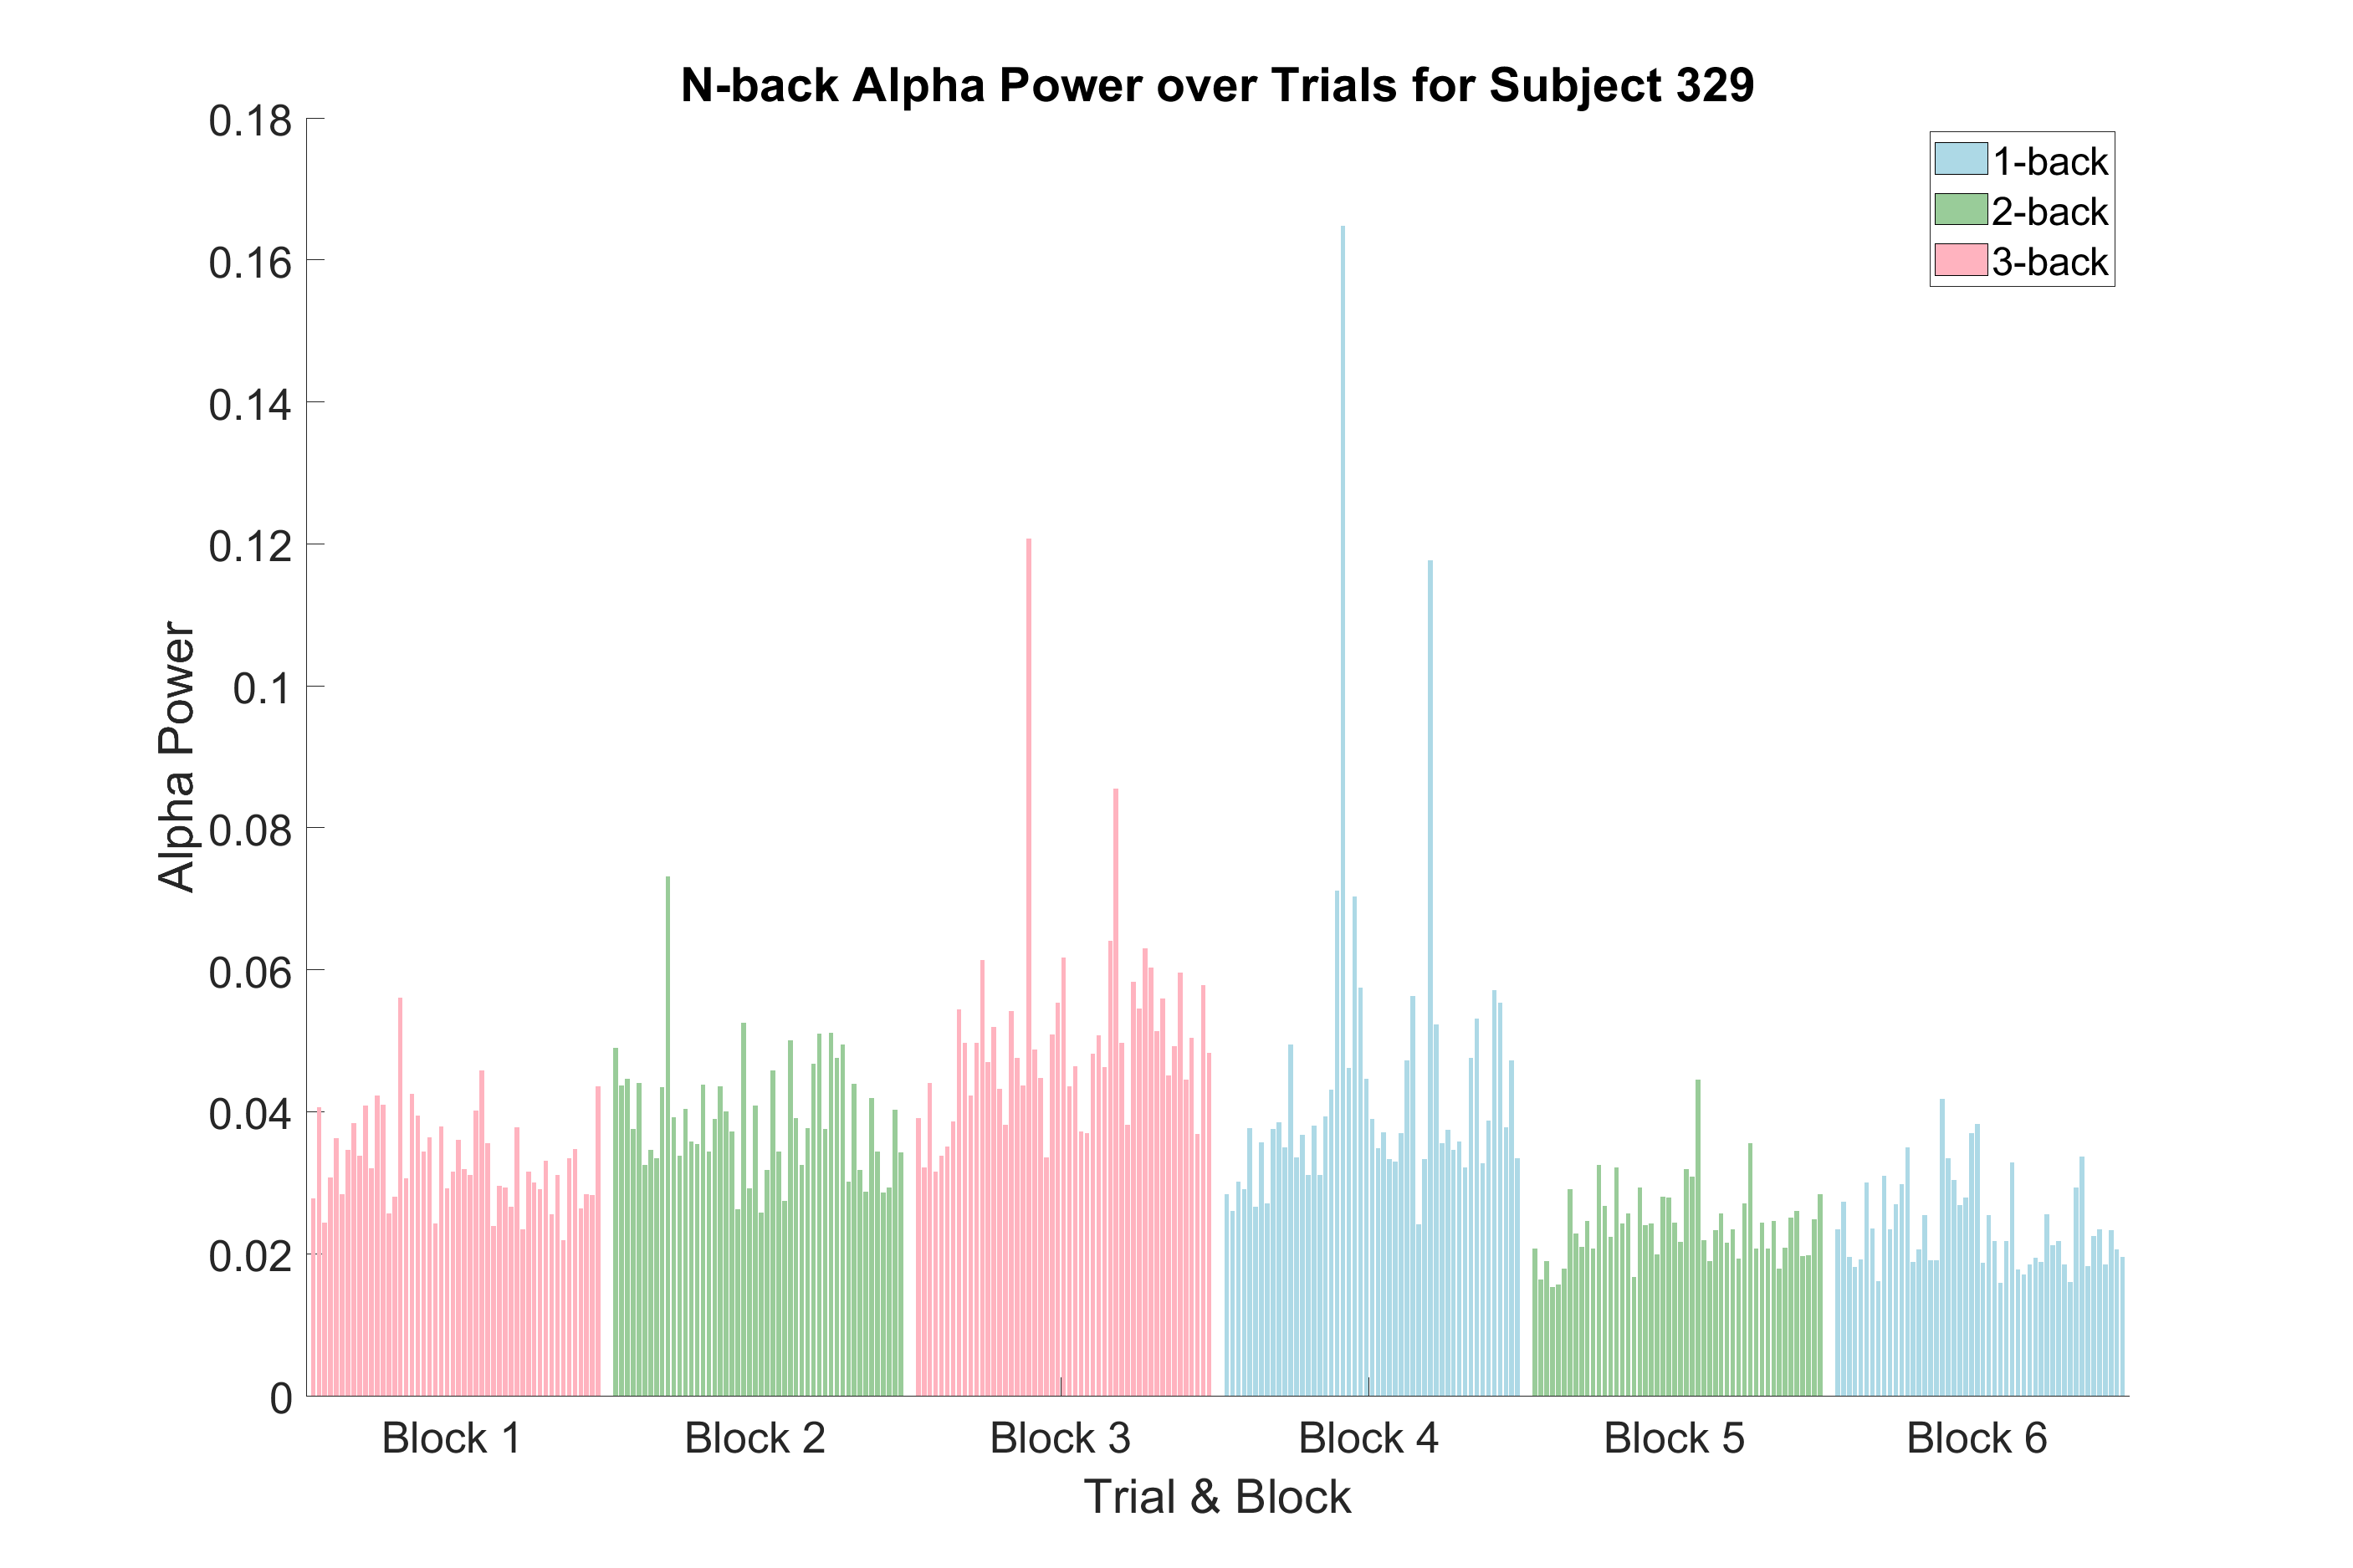 N-back Alpha Power over Trials for Subject 329
1-back
2-back
3-back
0.18
0.16
0.14
0.12
0.1
0.08
0.06
0.04
0.02
0
Alpha Power
Block 1
Block 2
Block 3
Block 4
Block 5
Block 6
Trial & Block